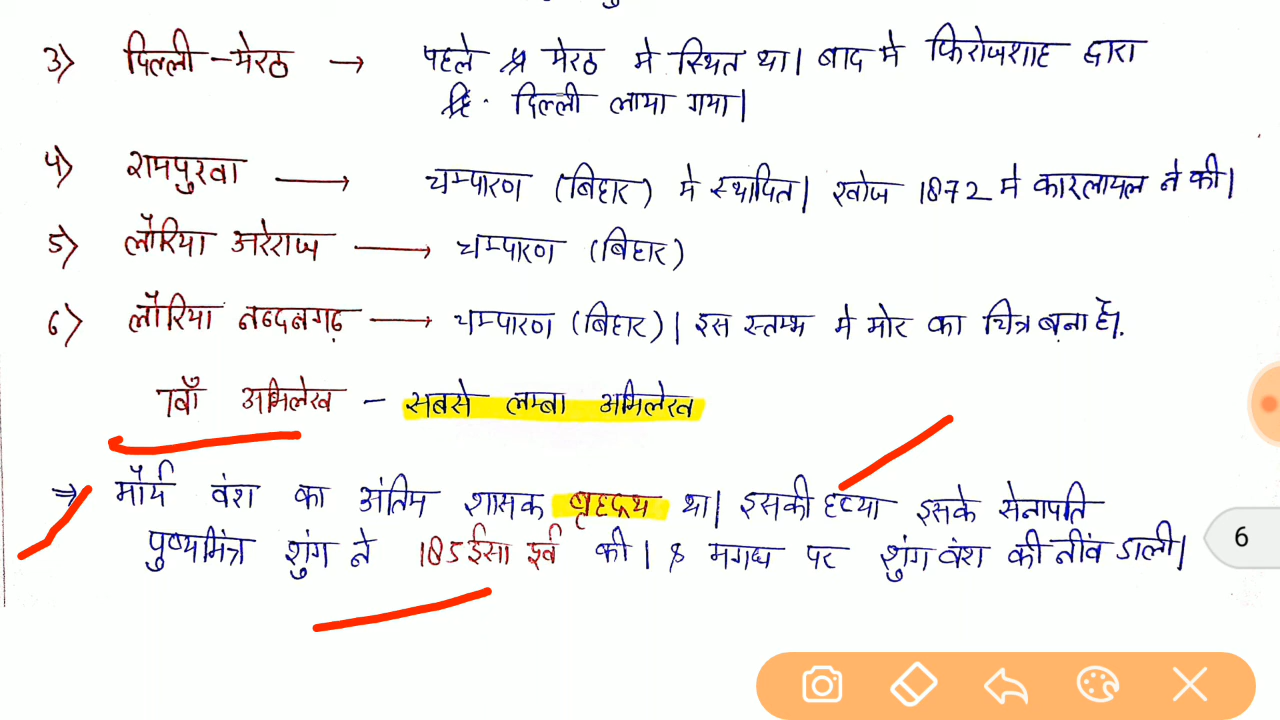 3) दिल्ली - मेरठ → पहले मेरठ मे स्थित था। बाद मे फिरोजशाह द्वारा
दिल्ली लाया गया।
4) रामपुरवा → चम्पारण (बिहार) मे स्थापित। खोज 1872 मे कारलायल ने की।
5) लौरिया अरेराज → चम्पारण (बिहार)
6) लौरिया नन्दनगढ़ → चम्पारण (बिहार)। इस स्तम्भ मे मोर का चित्र बना है।
7वाँ अभिलेख - सबसे लम्बा अभिलेख
⇒ मौर्य वंश का अंतिम शासक बृहद्रथ था। इसकी हत्या इसके सेनापति
पुष्यमित्र शुंग ने 185 ईसा पूर्व की। & मगध पर शुंग वंश की नींव डाली।
6